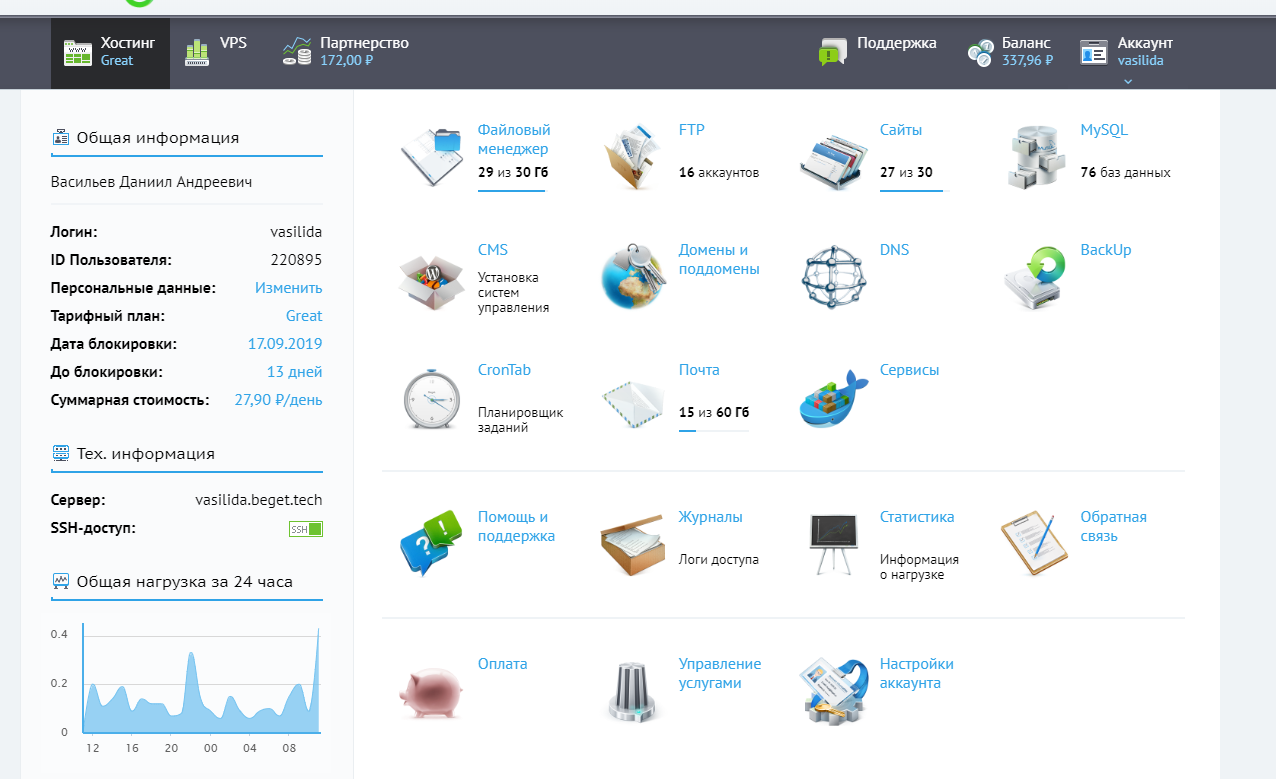 Хостинг
Great
VPS
Партнерство
172,00 ₽
Поддержка
Баланс
337,96 ₽
Аккаунт
vasilida
Общая информация
Васильев Даниил Андреевич
Логин: vasilida
ID Пользователя: 220895
Персональные данные: Изменить
Тарифный план: Great
Дата блокировки: 17.09.2019
До блокировки: 13 дней
Суммарная стоимость: 27,90 ₽/день
Тех. информация
Сервер: vasilida.beget.tech
SSH-доступ: SSH
Общая нагрузка за 24 часа
0.4
0.2
0
12 16 20 00 04 08
Файловый
менеджер
29 из 30 Гб
FTP
16 аккаунтов
Сайты
27 из 30
MySQL
76 баз данных
CMS
Установка
систем
управления
Домены и
поддомены
DNS
BackUp
CronTab
Планировщик
заданий
Почта
15 из 60 Гб
Сервисы
Помощь и
поддержка
Журналы
Логи доступа
Статистика
Информация
о нагрузке
Обратная
связь
Оплата
Управление
услугами
Настройки
аккаунта